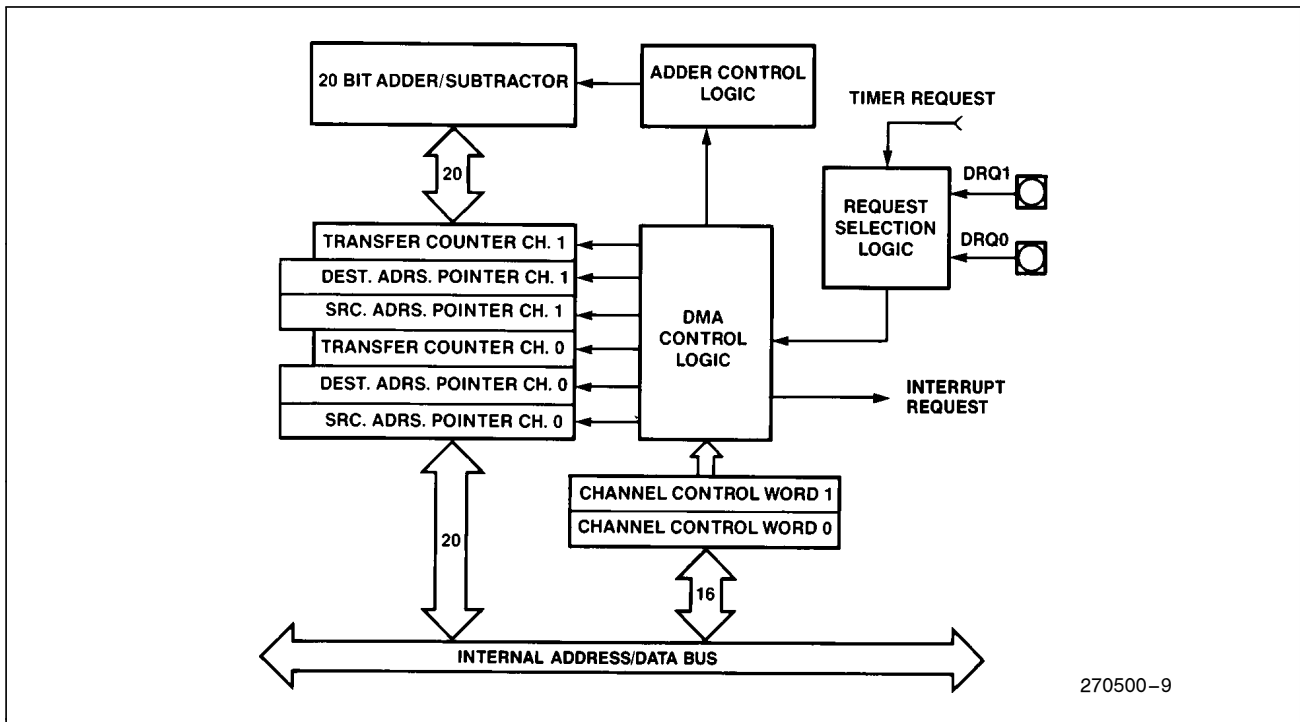 20 BIT ADDER/SUBTRACTOR
ADDER CONTROL
LOGIC
TIMER REQUEST
20
DRQ1
REQUEST
SELECTION
LOGIC
DRQ0
TRANSFER COUNTER CH. 1
DEST. ADRS. POINTER CH. 1
SRC. ADRS. POINTER CH. 1
TRANSFER COUNTER CH. 0
DEST. ADRS. POINTER CH. 0
SRC. ADRS. POINTER CH. 0
DMA
CONTROL
LOGIC
INTERRUPT
REQUEST
CHANNEL CONTROL WORD 1
CHANNEL CONTROL WORD 0
20
16
INTERNAL ADDRESS/DATA BUS
270500–9